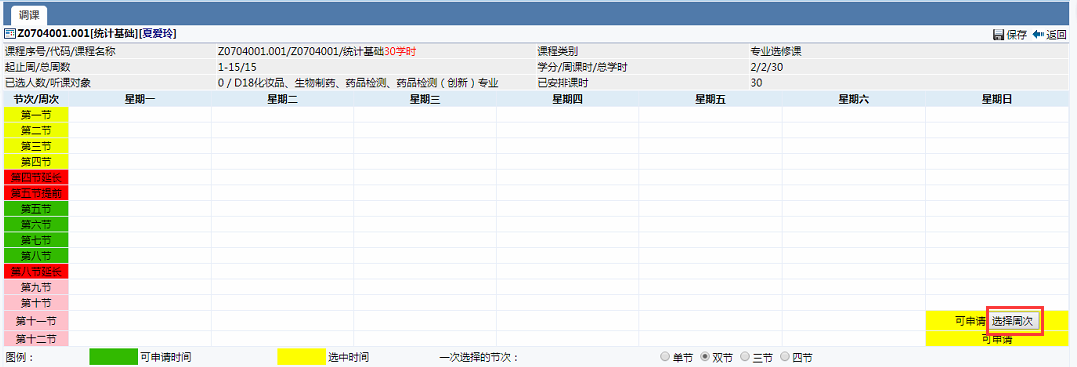 调课
Z0704001.001[统计基础][夏爱玲] 保存 返回
课程序号/代码/课程名称 Z0704001.001/Z0704001/统计基础30学时 课程类别 专业选修课
起止周/总周数 1-15/15 学分/周课时/总学时 2/2/30
已选人数/听课对象 0 / D18化妆品、生物制药、药品检测、药品检测（创新）专业 已安排课时 30
节次/周次 星期一 星期二 星期三 星期四 星期五 星期六 星期日
第一节
第二节
第三节
第四节
第四节延长
第五节提前
第五节
第六节
第七节
第八节
第八节延长
第九节
第十节
第十一节 可申请 选择周次
第十二节 可申请
图例： 可申请时间 选中时间 一次选择的节次： 单节 双节 三节 四节